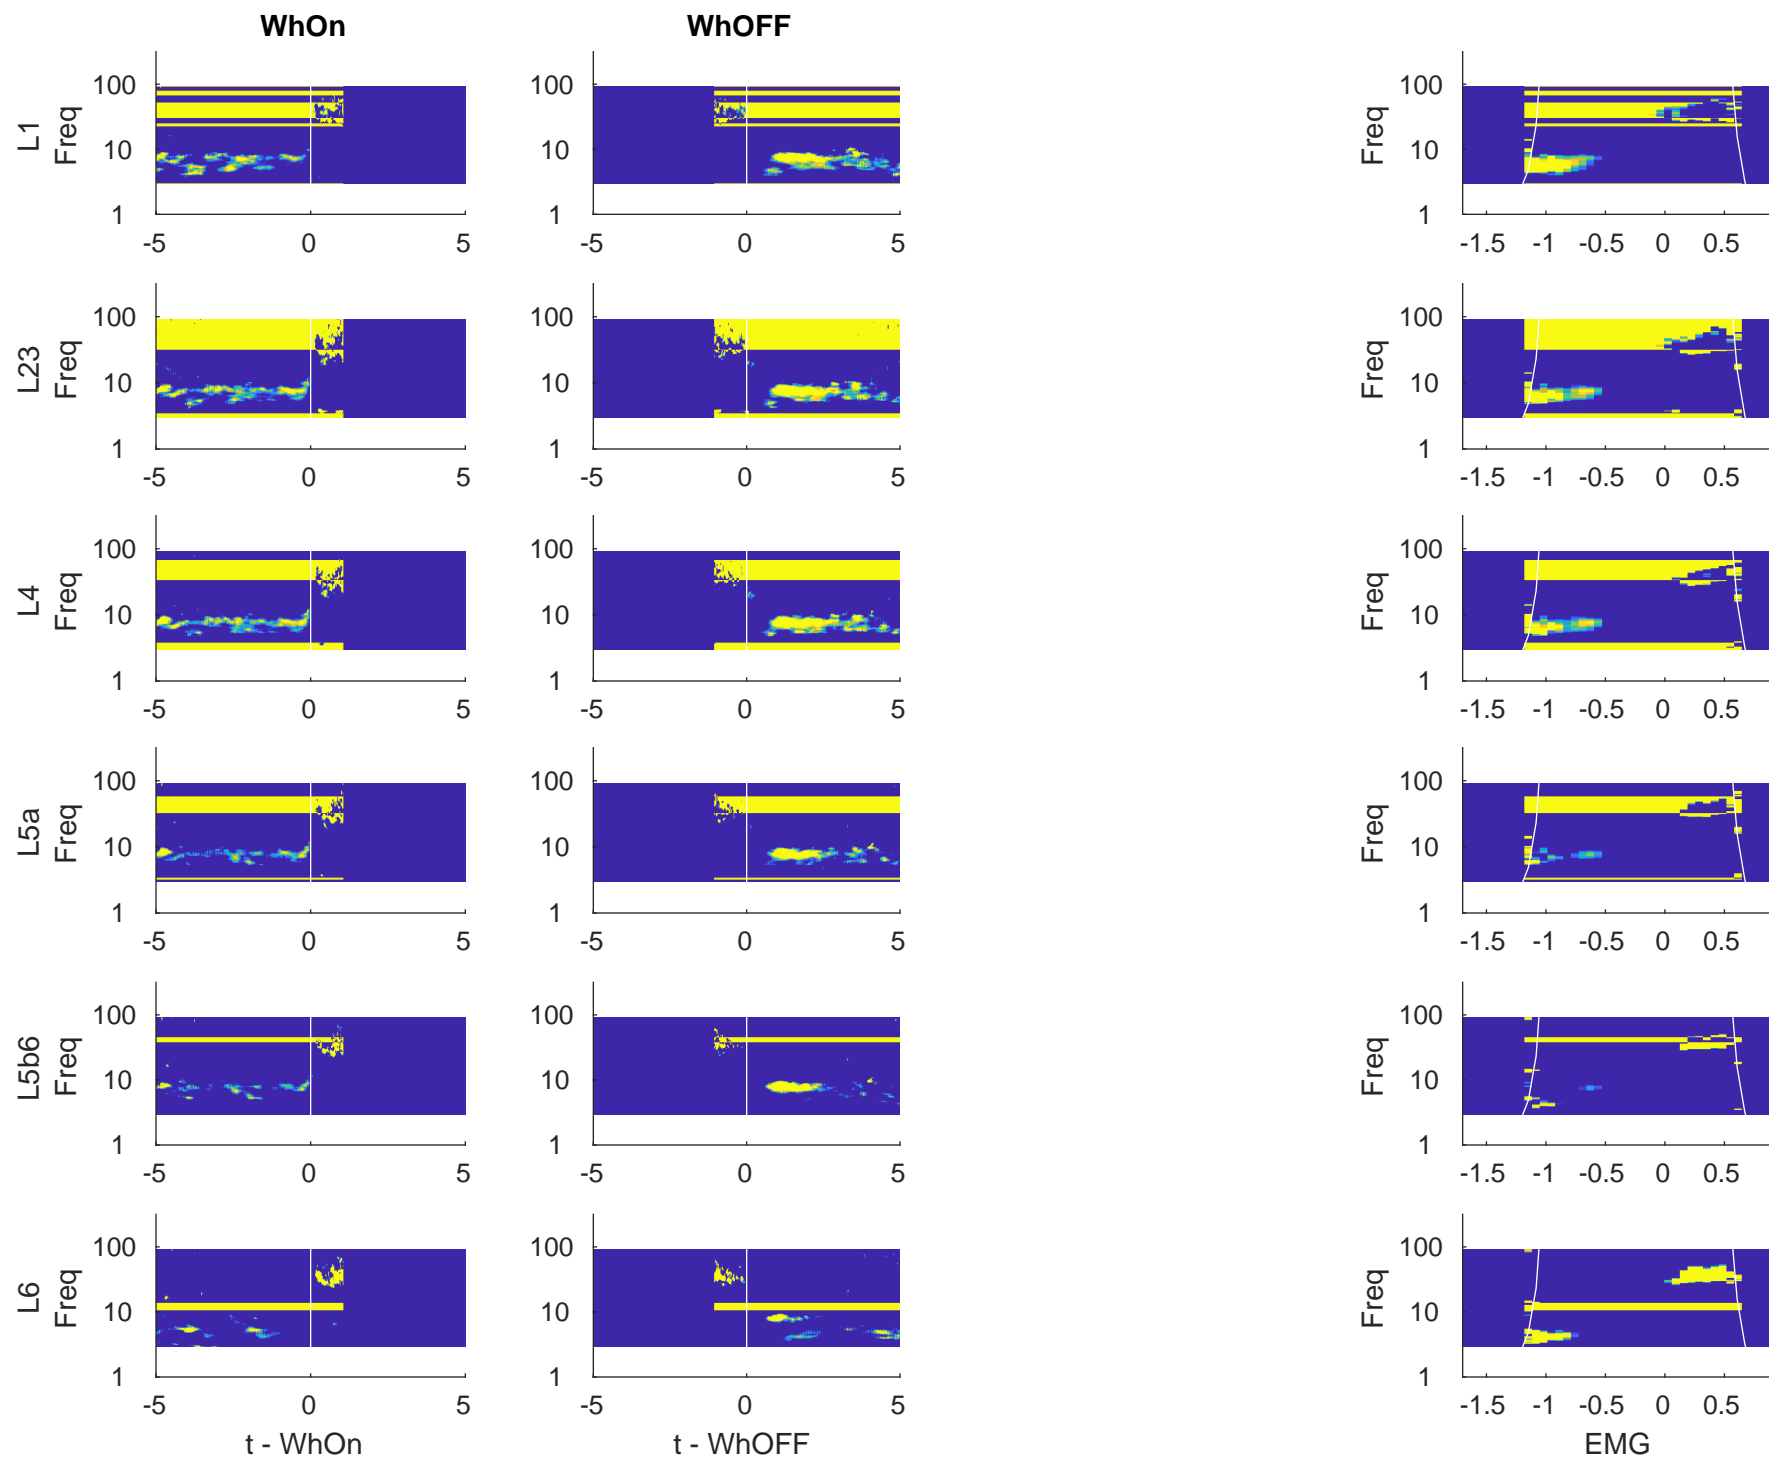 WhOn WhOFF
L1 Freq 100 10 1 100 10 1 Freq 100 10 1
-5 0 5 -5 0 5 -1.5 -1 -0.5 0 0.5
L23 Freq 100 10 1 100 10 1 Freq 100 10 1
-5 0 5 -5 0 5 -1.5 -1 -0.5 0 0.5
L4 Freq 100 10 1 100 10 1 Freq 100 10 1
-5 0 5 -5 0 5 -1.5 -1 -0.5 0 0.5
L5a Freq 100 10 1 100 10 1 Freq 100 10 1
-5 0 5 -5 0 5 -1.5 -1 -0.5 0 0.5
L5b6 Freq 100 10 1 100 10 1 Freq 100 10 1
-5 0 5 -5 0 5 -1.5 -1 -0.5 0 0.5
L6 Freq 100 10 1 100 10 1 Freq 100 10 1
-5 0 5 -5 0 5 -1.5 -1 -0.5 0 0.5
t - WhOn t - WhOFF EMG